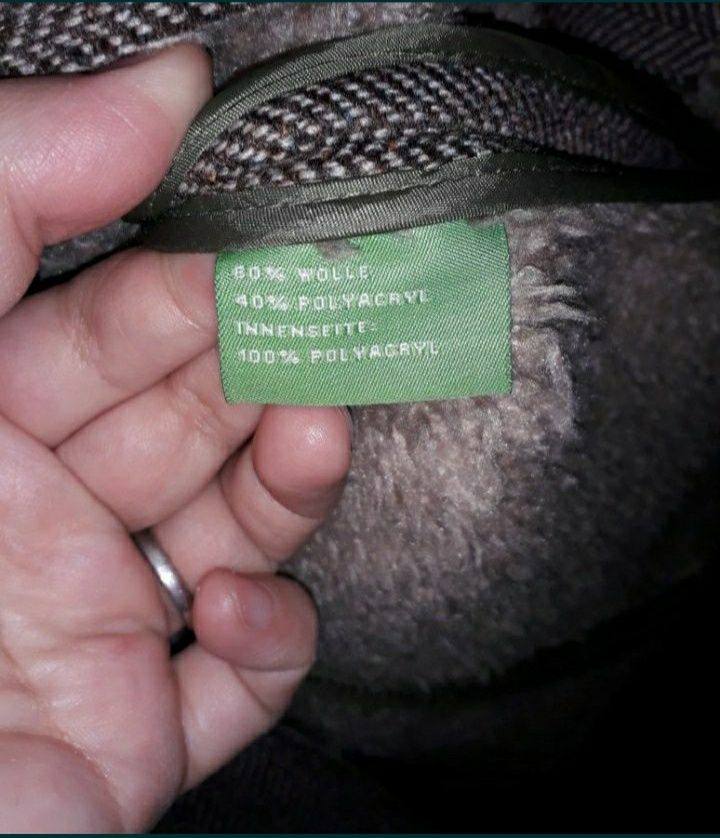 60% WOLLE
40% POLYACRYL
INNENSEITE:
100% POLYACRYL